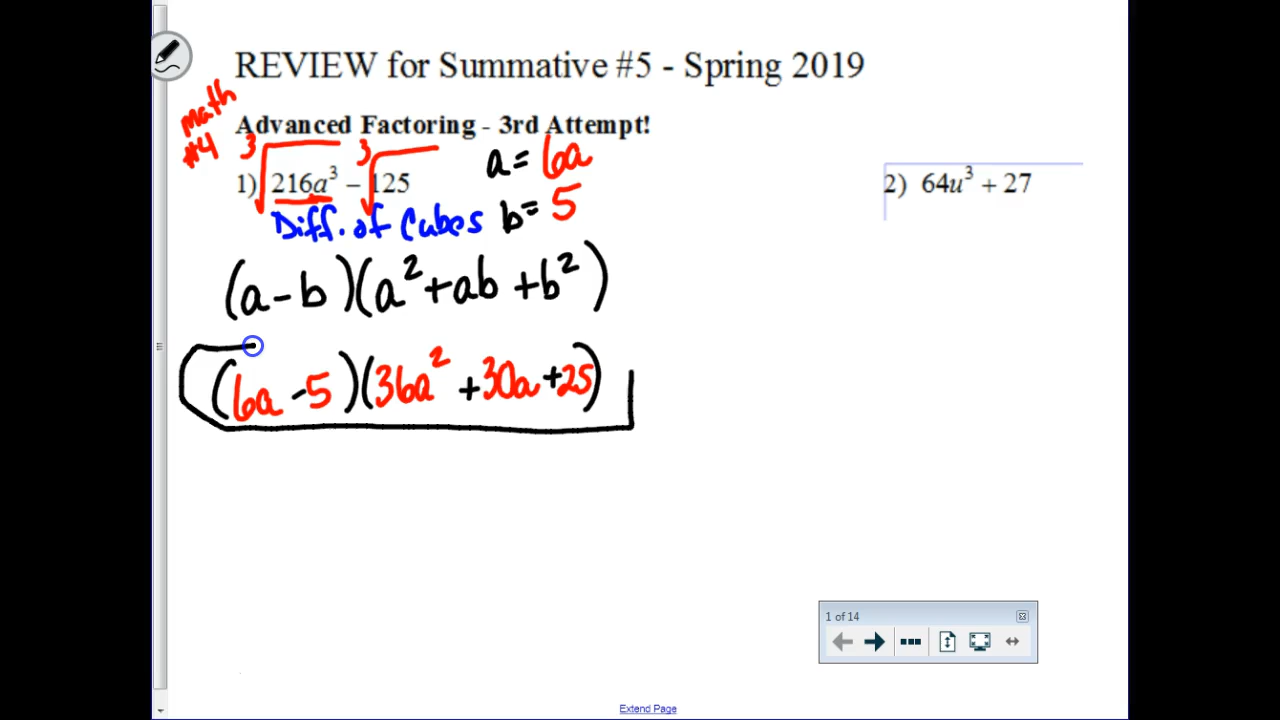 REVIEW for Summative #5 - Spring 2019
Math
#4
Advanced Factoring - 3rd Attempt!
1) ∛216a³ – ∛125
a = 6a
2) 64u³ + 27
Diff. of Cubes
b = 5
(a - b)(a² + ab + b²)
(6a - 5)(36a² + 30a + 25)
1 of 14
Extend Page